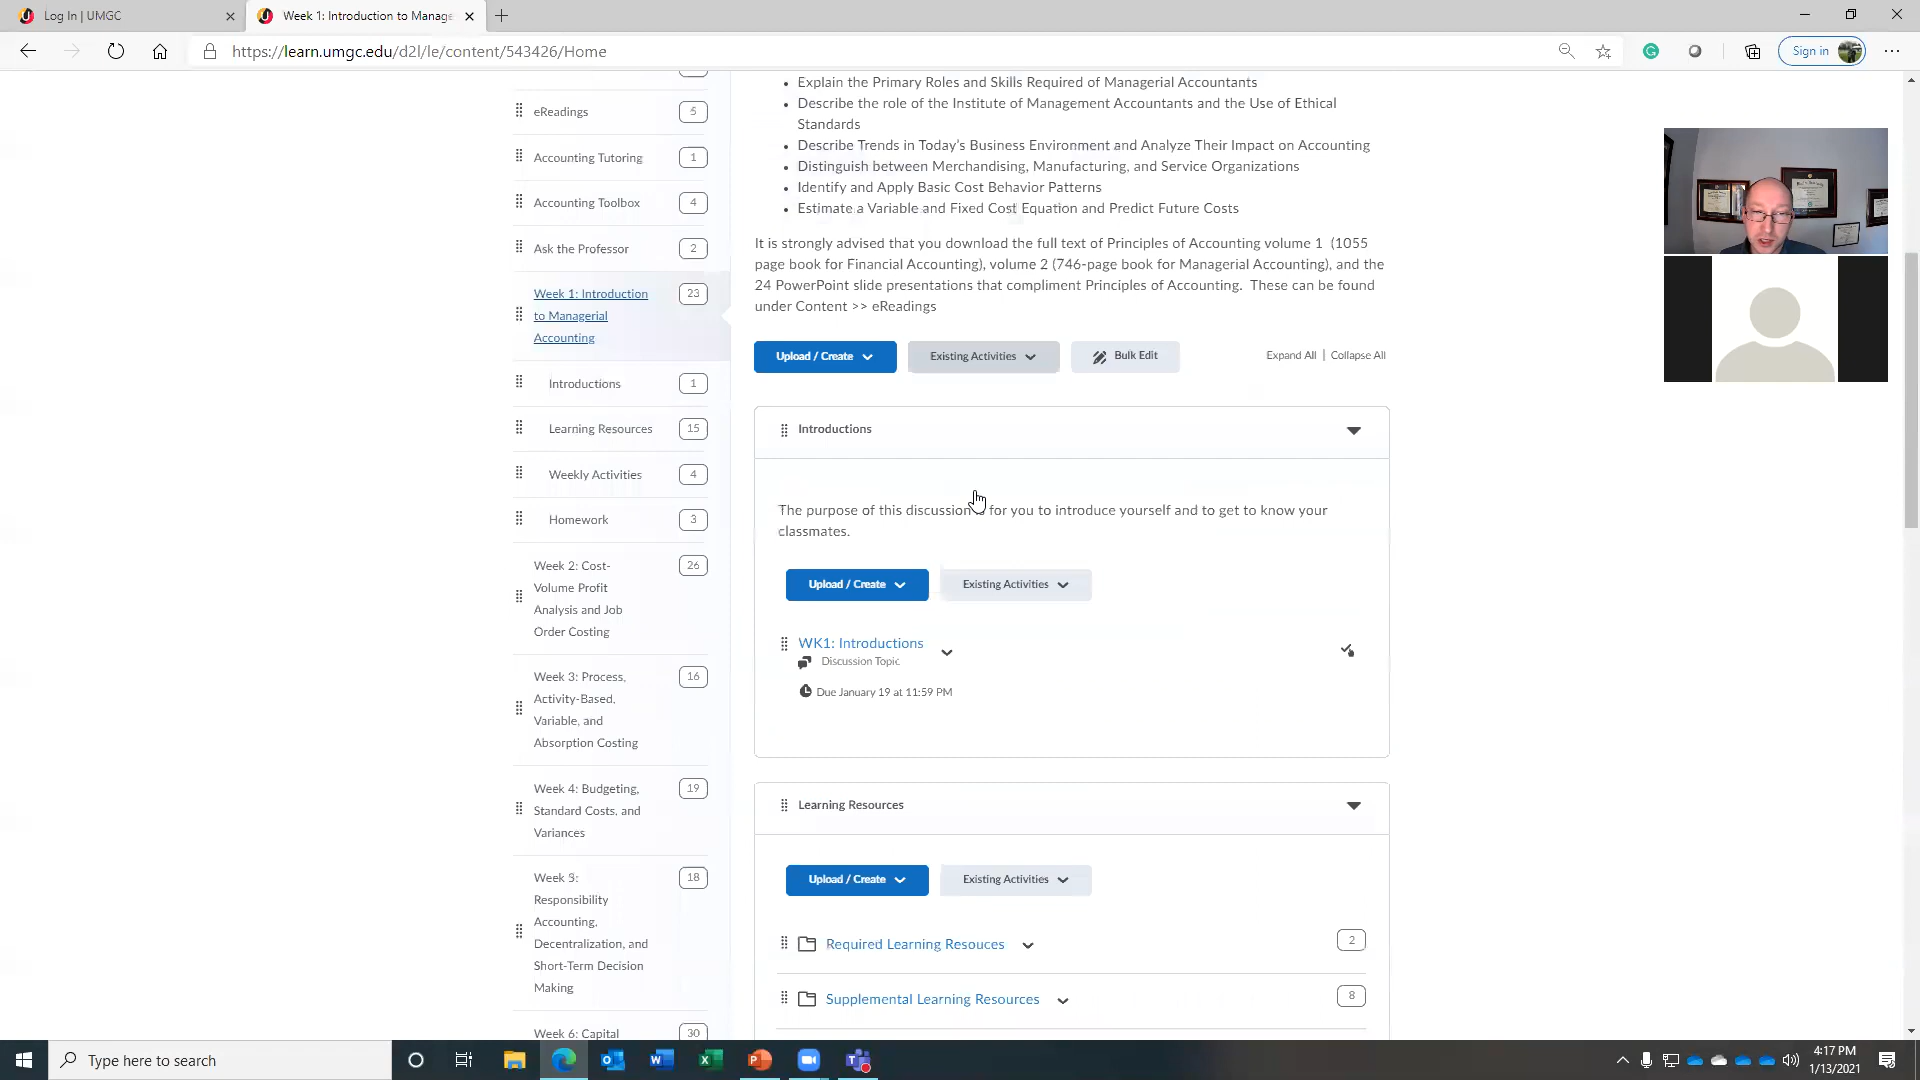 Log In | UMGC
Week 1: Introduction to Manage
https://learn.umgc.edu/d2l/le/content/543426/Home
Sign in
eReadings
5
Accounting Tutoring
1
Accounting Toolbox
4
Ask the Professor
2
Week 1: Introduction
to Managerial
Accounting
23
Introductions
1
Learning Resources
15
Weekly Activities
4
Homework
3
Week 2: Cost-
Volume Profit
Analysis and Job
Order Costing
26
Week 3: Process,
Activity-Based,
Variable, and
Absorption Costing
16
Week 4: Budgeting,
Standard Costs, and
Variances
19
Week 5:
Responsibility
Accounting,
Decentralization, and
Short-Term Decision
Making
18
Week 6: Capital
30
Explain the Primary Roles and Skills Required of Managerial Accountants
Describe the role of the Institute of Management Accountants and the Use of Ethical
Standards
Describe Trends in Today's Business Environment and Analyze Their Impact on Accounting
Distinguish between Merchandising, Manufacturing, and Service Organizations
Identify and Apply Basic Cost Behavior Patterns
Estimate a Variable and Fixed Cost Equation and Predict Future Costs
It is strongly advised that you download the full text of Principles of Accounting volume 1 (1055
page book for Financial Accounting), volume 2 (746-page book for Managerial Accounting), and the
24 PowerPoint slide presentations that compliment Principles of Accounting. These can be found
under Content >> eReadings
Upload / Create
Existing Activities
Bulk Edit
Expand All | Collapse All
Introductions
The purpose of this discussion is for you to introduce yourself and to get to know your
classmates.
Upload / Create
Existing Activities
WK1: Introductions
Discussion Topic
Due January 19 at 11:59 PM
Learning Resources
Upload / Create
Existing Activities
Required Learning Resouces
2
Supplemental Learning Resources
8
Type here to search
4:17 PM
1/13/2021